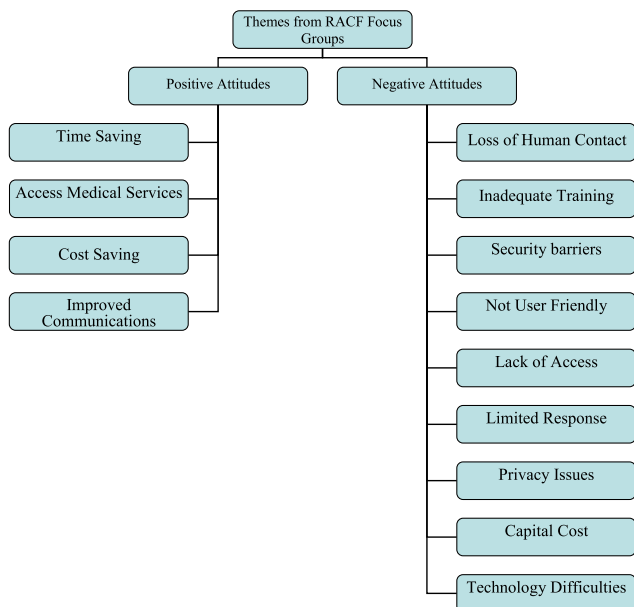 Themes from RACF Focus
Groups
Positive Attitudes
Negative Attitudes
Time Saving
Access Medical Services
Cost Saving
Improved
Communications
Loss of Human Contact
Inadequate Training
Security barriers
Not User Friendly
Lack of Access
Limited Response
Privacy Issues
Capital Cost
Technology Difficulties